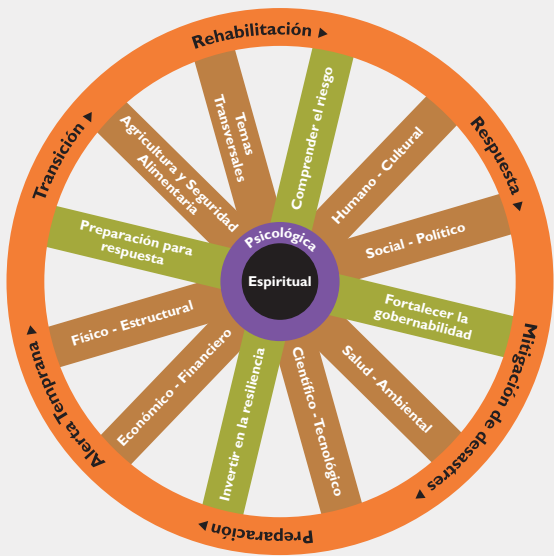 Rehabilitación
Respuesta
Mitigación de desastres
Preparación
Alerta Temprana
Transición
Comprender el riesgo
Humano - Cultural
Social - Político
Fortalecer la
gobernabilidad
Salud - Ambiental
Científico - Tecnológico
Invertir en la resiliencia
Económico - Financiero
Físico - Estructural
Preparación para
respuesta
Agricultura y Seguridad
Alimentaria
Temas
Transversales
Psicológica
Espiritual